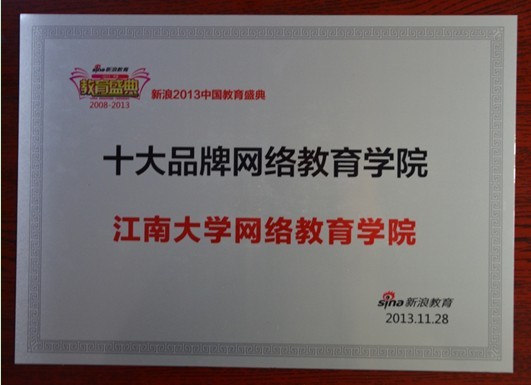 新浪教育
教育盛典
2008-2013
新浪2013中国教育盛典
十大品牌网络教育学院
江南大学网络教育学院
sina新浪教育
2013.11.28